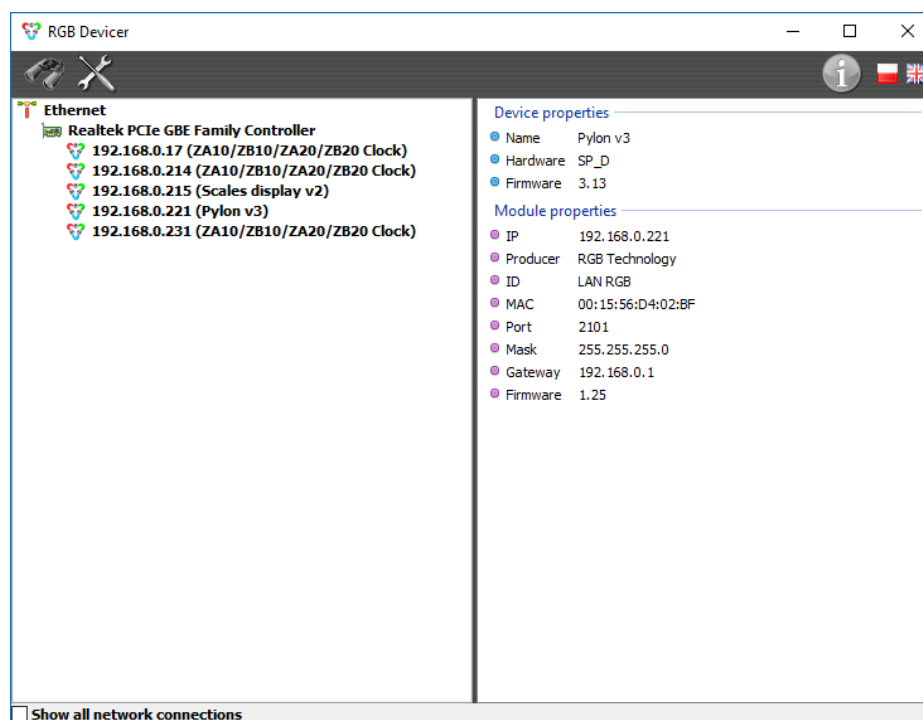 RGB Devicer
Ethernet
Realtek PCIe GBE Family Controller
192.168.0.17 (ZA10/ZB10/ZA20/ZB20 Clock)
192.168.0.214 (ZA10/ZB10/ZA20/ZB20 Clock)
192.168.0.215 (Scales display v2)
192.168.0.221 (Pylon v3)
192.168.0.231 (ZA10/ZB10/ZA20/ZB20 Clock)
Device properties
Name Pylon v3
Hardware SP_D
Firmware 3.13
Module properties
IP 192.168.0.221
Producer RGB Technology
ID LAN RGB
MAC 00:15:56:D4:02:BF
Port 2101
Mask 255.255.255.0
Gateway 192.168.0.1
Firmware 1.25
Show all network connections